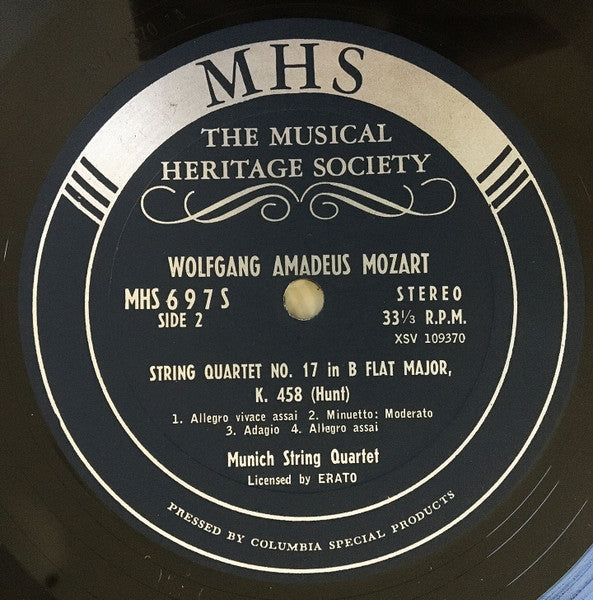 MHS
THE MUSICAL
HERITAGE SOCIETY
WOLFGANG AMADEUS MOZART
MHS 697S
SIDE 2
STEREO
33⅓ R.P.M.
XSV 109370
STRING QUARTET NO. 17 in B FLAT MAJOR,
K. 458 (Hunt)
1. Allegro vivace assai 2. Minuetto: Moderato
3. Adagio 4. Allegro assai
Munich String Quartet
Licensed by ERATO
PRESSED BY COLUMBIA SPECIAL PRODUCTS